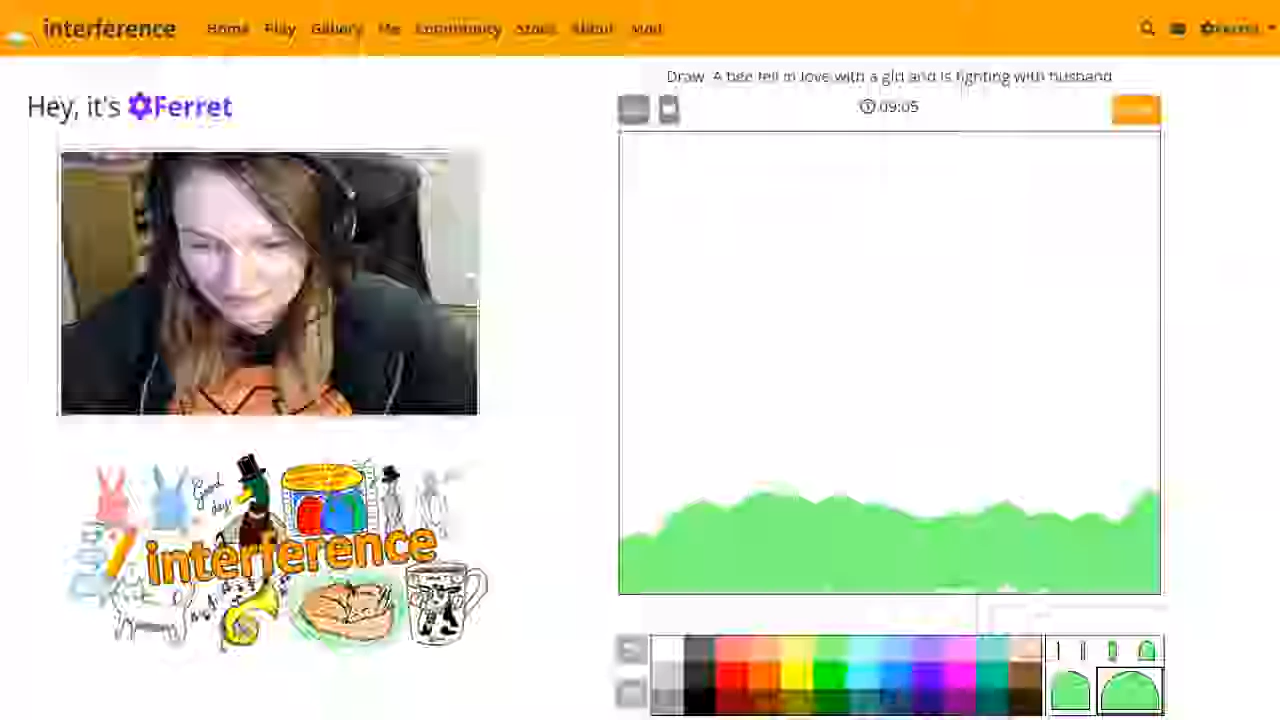 interference Home Play Gallery Me Community Stats About Mod Ferret
Draw: A bee fell in love with a girl and is fighting with husband
Hey, it's Ferret
09:05
Good day!
interference